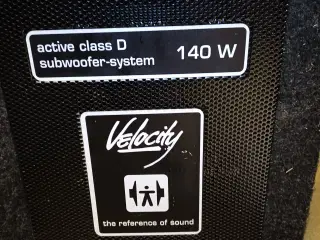 active class D
subwoofer-system
140 W
Velocity
the reference of sound